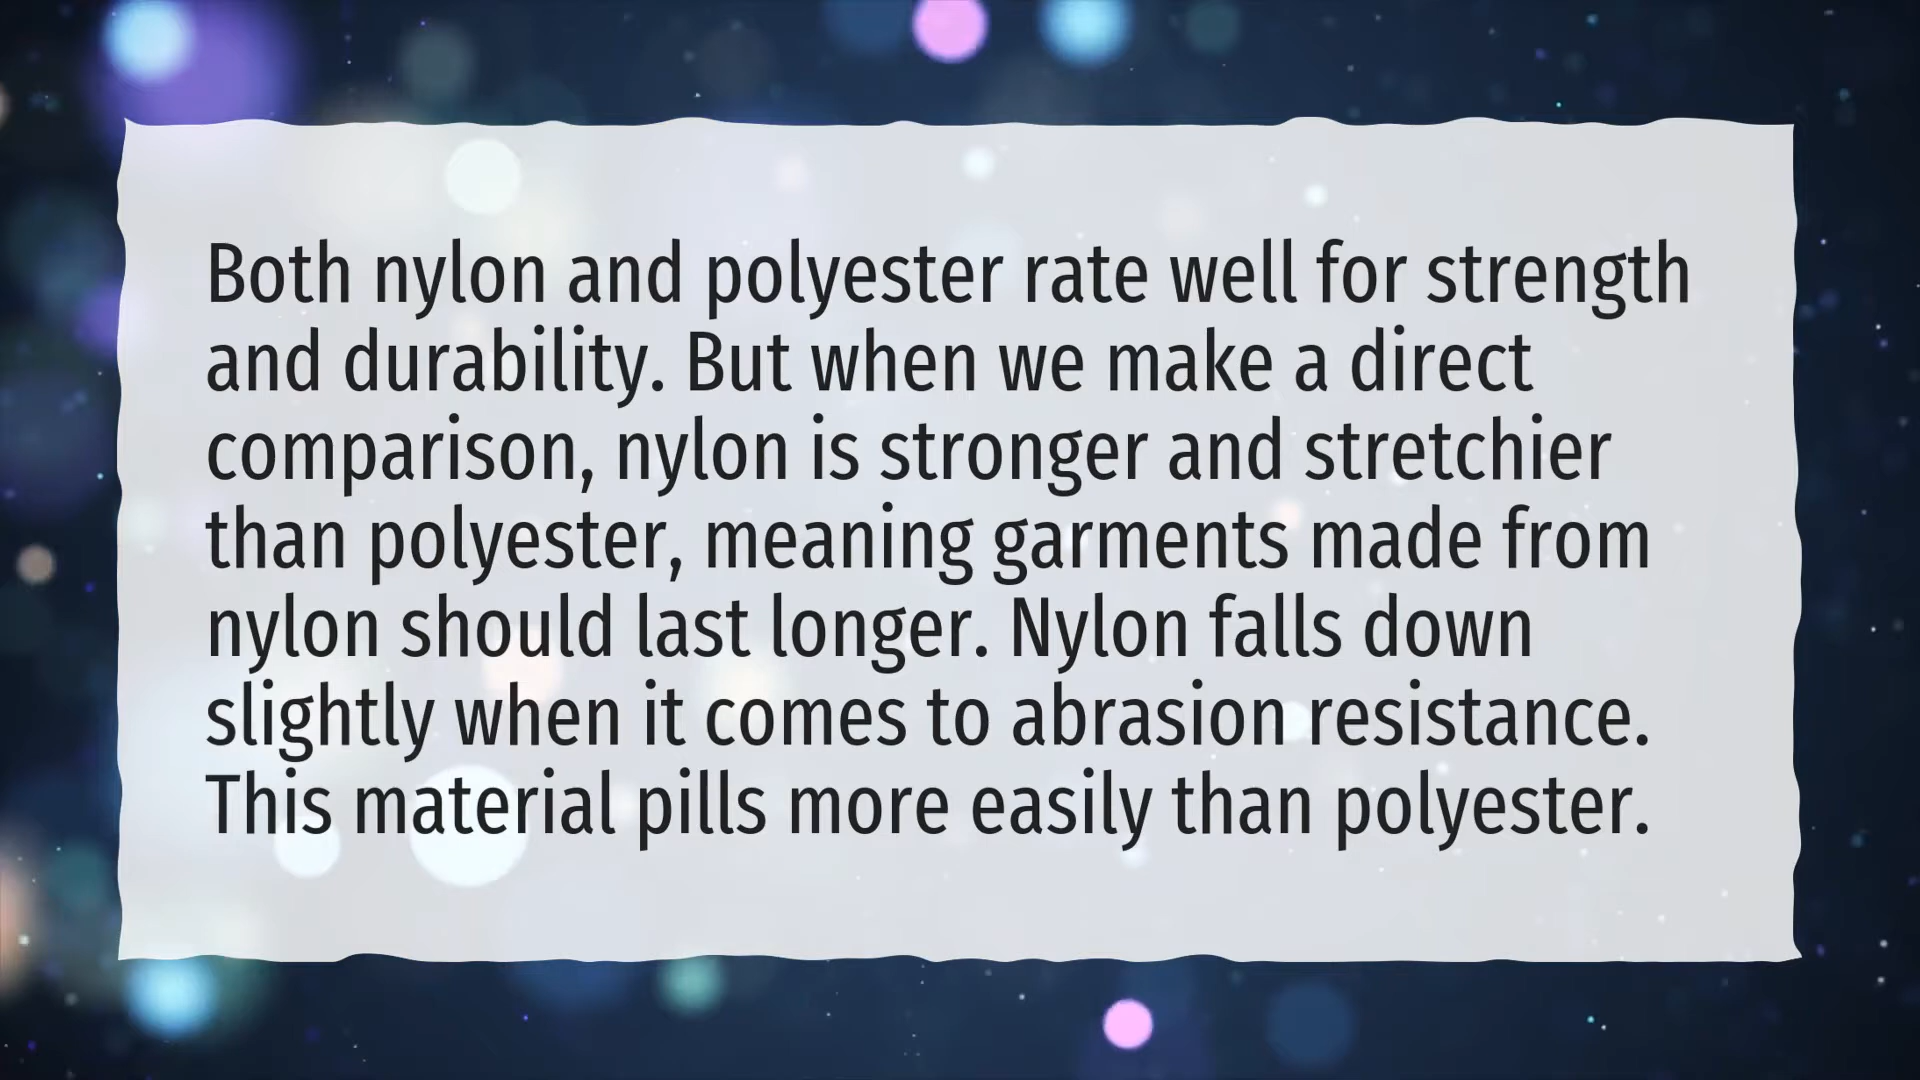 Both nylon and polyester rate well for strength
and durability. But when we make a direct
comparison, nylon is stronger and stretchier
than polyester, meaning garments made from
nylon should last longer. Nylon falls down
slightly when it comes to abrasion resistance.
This material pills more easily than polyester.